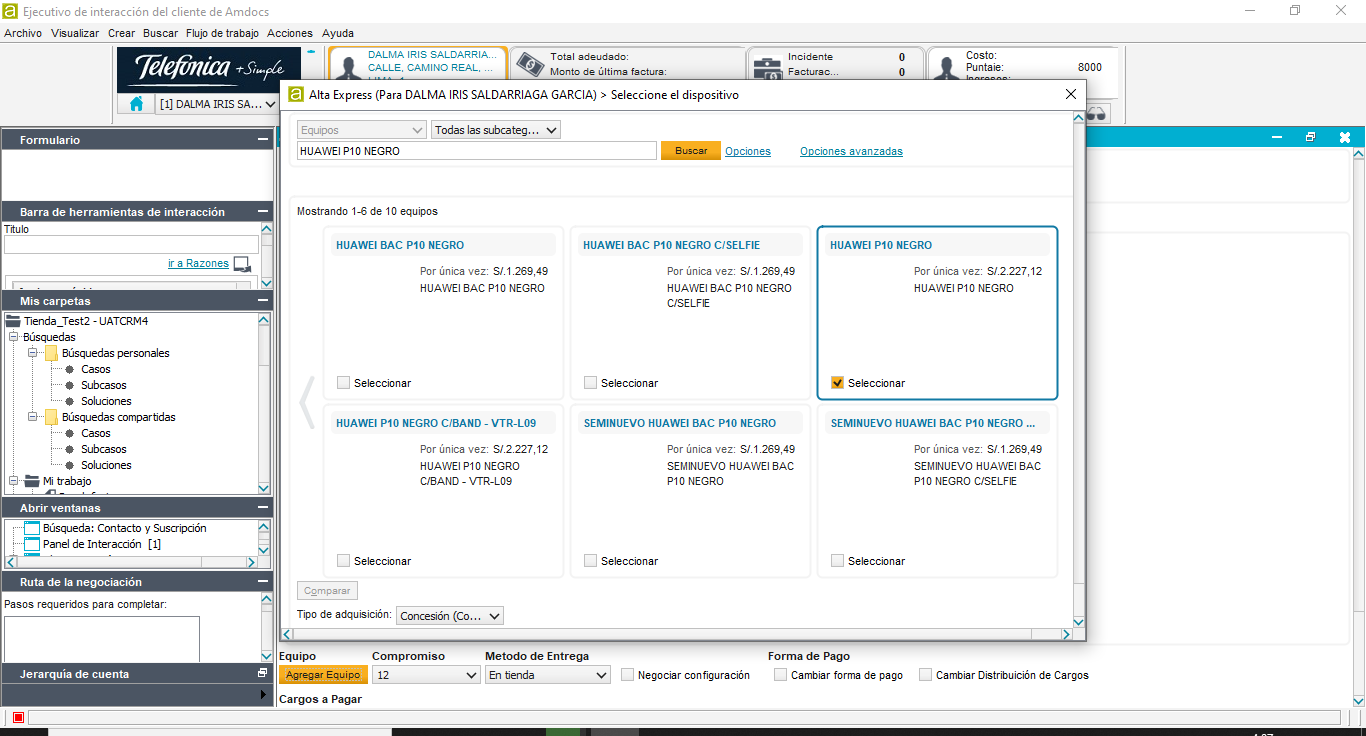 Ejecutivo de interacción del cliente de Amdocs
Archivo Visualizar Crear Buscar Flujo de trabajo Acciones Ayuda
Telefónica +Simple
[1] DALMA IRIS SA...
DALMA IRIS SALDARRIA...
CALLE, CAMINO REAL, ...
Total adeudado:
Monto de última factura:
Incidente 0
Facturac... 0
Costo:
Puntaie: 8000
Alta Express (Para DALMA IRIS SALDARRIAGA GARCIA) > Seleccione el dispositivo
Equipos Todas las subcateg...
HUAWEI P10 NEGRO Buscar Opciones Opciones avanzadas
Mostrando 1-6 de 10 equipos
HUAWEI BAC P10 NEGRO
Por única vez: S/.1.269,49
HUAWEI BAC P10 NEGRO
Seleccionar
HUAWEI BAC P10 NEGRO C/SELFIE
Por única vez: S/.1.269,49
HUAWEI BAC P10 NEGRO
C/SELFIE
Seleccionar
HUAWEI P10 NEGRO
Por única vez: S/.2.227,12
HUAWEI P10 NEGRO
Seleccionar
HUAWEI P10 NEGRO C/BAND - VTR-L09
Por única vez: S/.2.227,12
HUAWEI P10 NEGRO
C/BAND - VTR-L09
Seleccionar
SEMINUEVO HUAWEI BAC P10 NEGRO
Por única vez: S/.1.269,49
SEMINUEVO HUAWEI BAC
P10 NEGRO
Seleccionar
SEMINUEVO HUAWEI BAC P10 NEGRO ...
Por única vez: S/.1.269,49
SEMINUEVO HUAWEI BAC
P10 NEGRO C/SELFIE
Seleccionar
Comparar
Tipo de adquisición: Concesión (Co...
Formulario
Barra de herramientas de interacción
Título
ir a Razones
Mis carpetas
Tienda_Test2 - UATCRM4
Búsquedas
Búsquedas personales
Casos
Subcasos
Soluciones
Búsquedas compartidas
Casos
Subcasos
Soluciones
Mi trabajo
Abrir ventanas
Búsqueda: Contacto y Suscripción
Panel de Interacción [1]
Ruta de la negociación
Pasos requeridos para completar:
Jerarquía de cuenta
Equipo Compromiso Metodo de Entrega Forma de Pago
Agregar Equipo 12 En tienda Negociar configuración Cambiar forma de pago Cambiar Distribución de Cargos
Cargos a Pagar